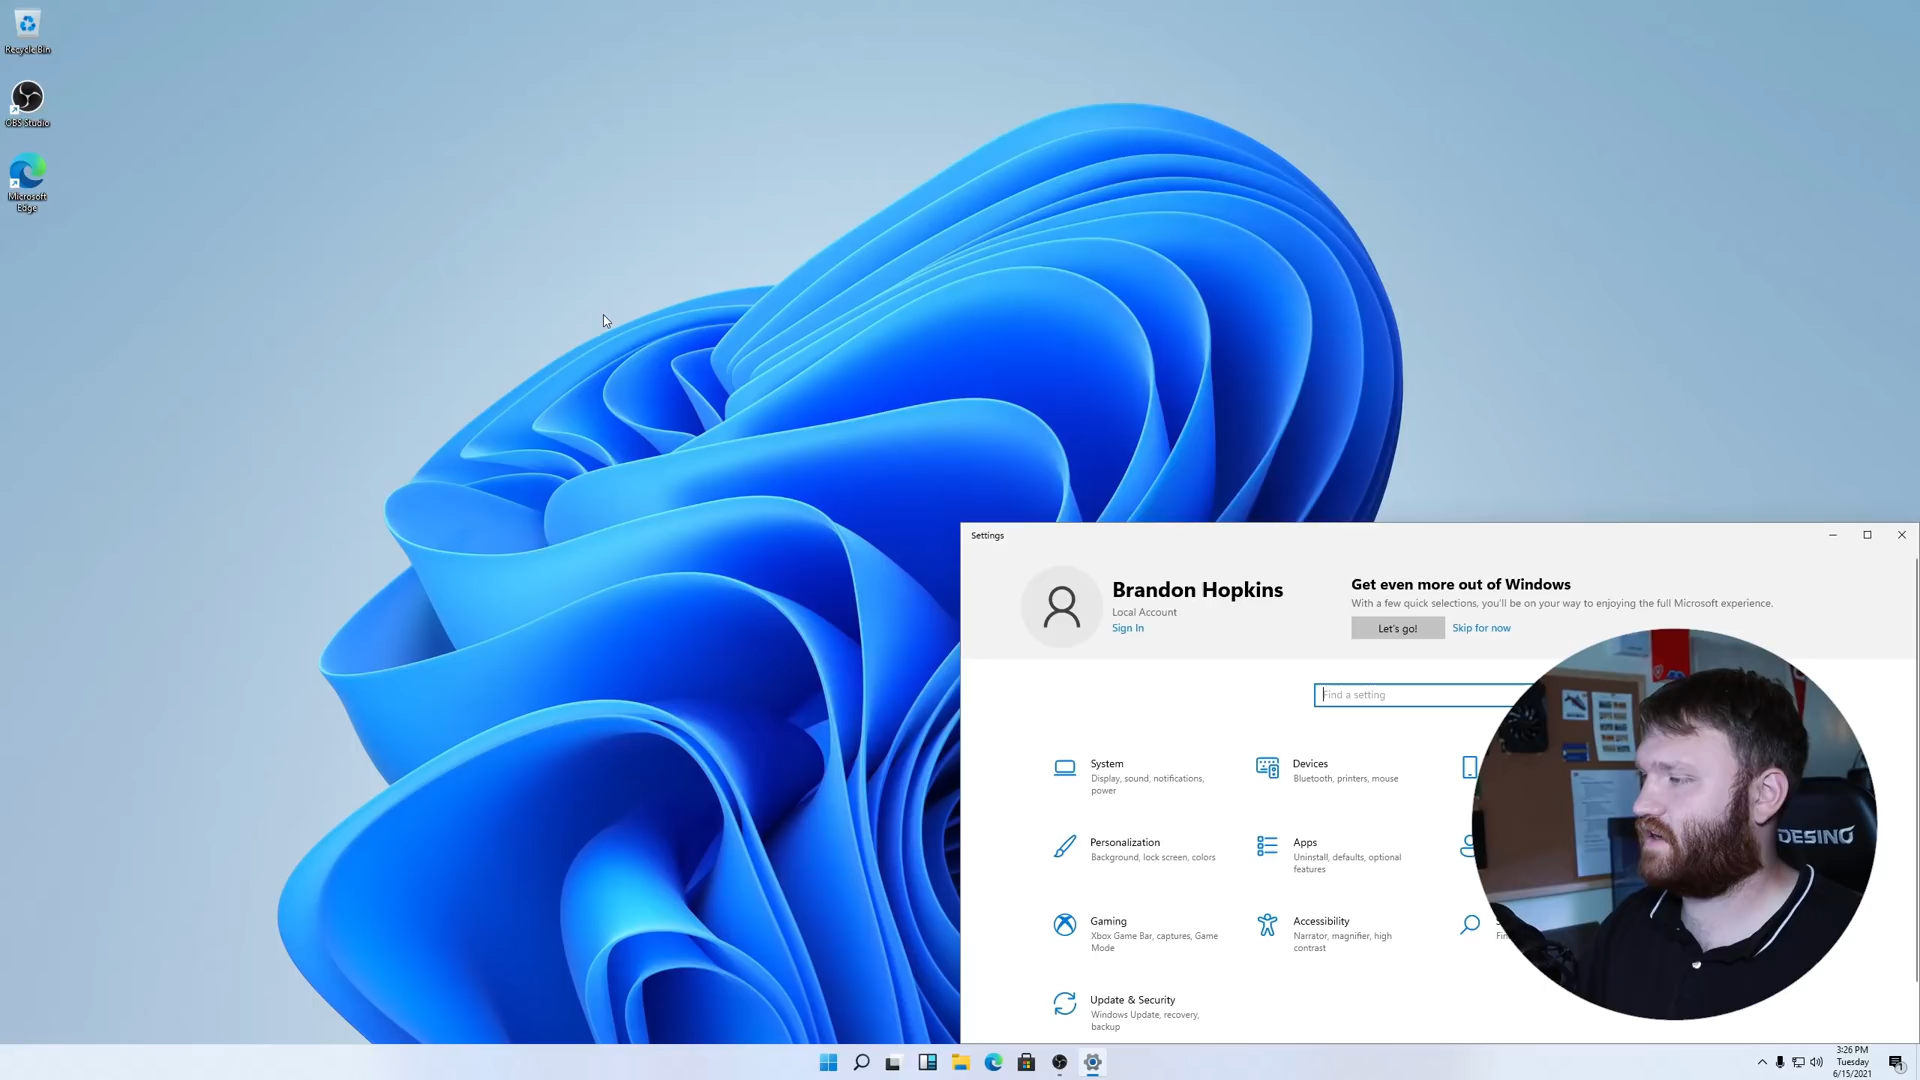 Recycle Bin
OBS Studio
Microsoft
Edge
Settings
Brandon Hopkins
Local Account
Sign In
Get even more out of Windows
With a few quick selections, you'll be on your way to enjoying the full Microsoft experience.
Let's go!
Skip for now
Find a setting
System
Display, sound, notifications,
power
Devices
Bluetooth, printers, mouse
Personalization
Background, lock screen, colors
Apps
Uninstall, defaults, optional
features
Gaming
Xbox Game Bar, captures, Game
Mode
Accessibility
Narrator, magnifier, high
contrast
Update & Security
Windows Update, recovery,
backup
DESING
3:26 PM
Tuesday
6/15/2021
1